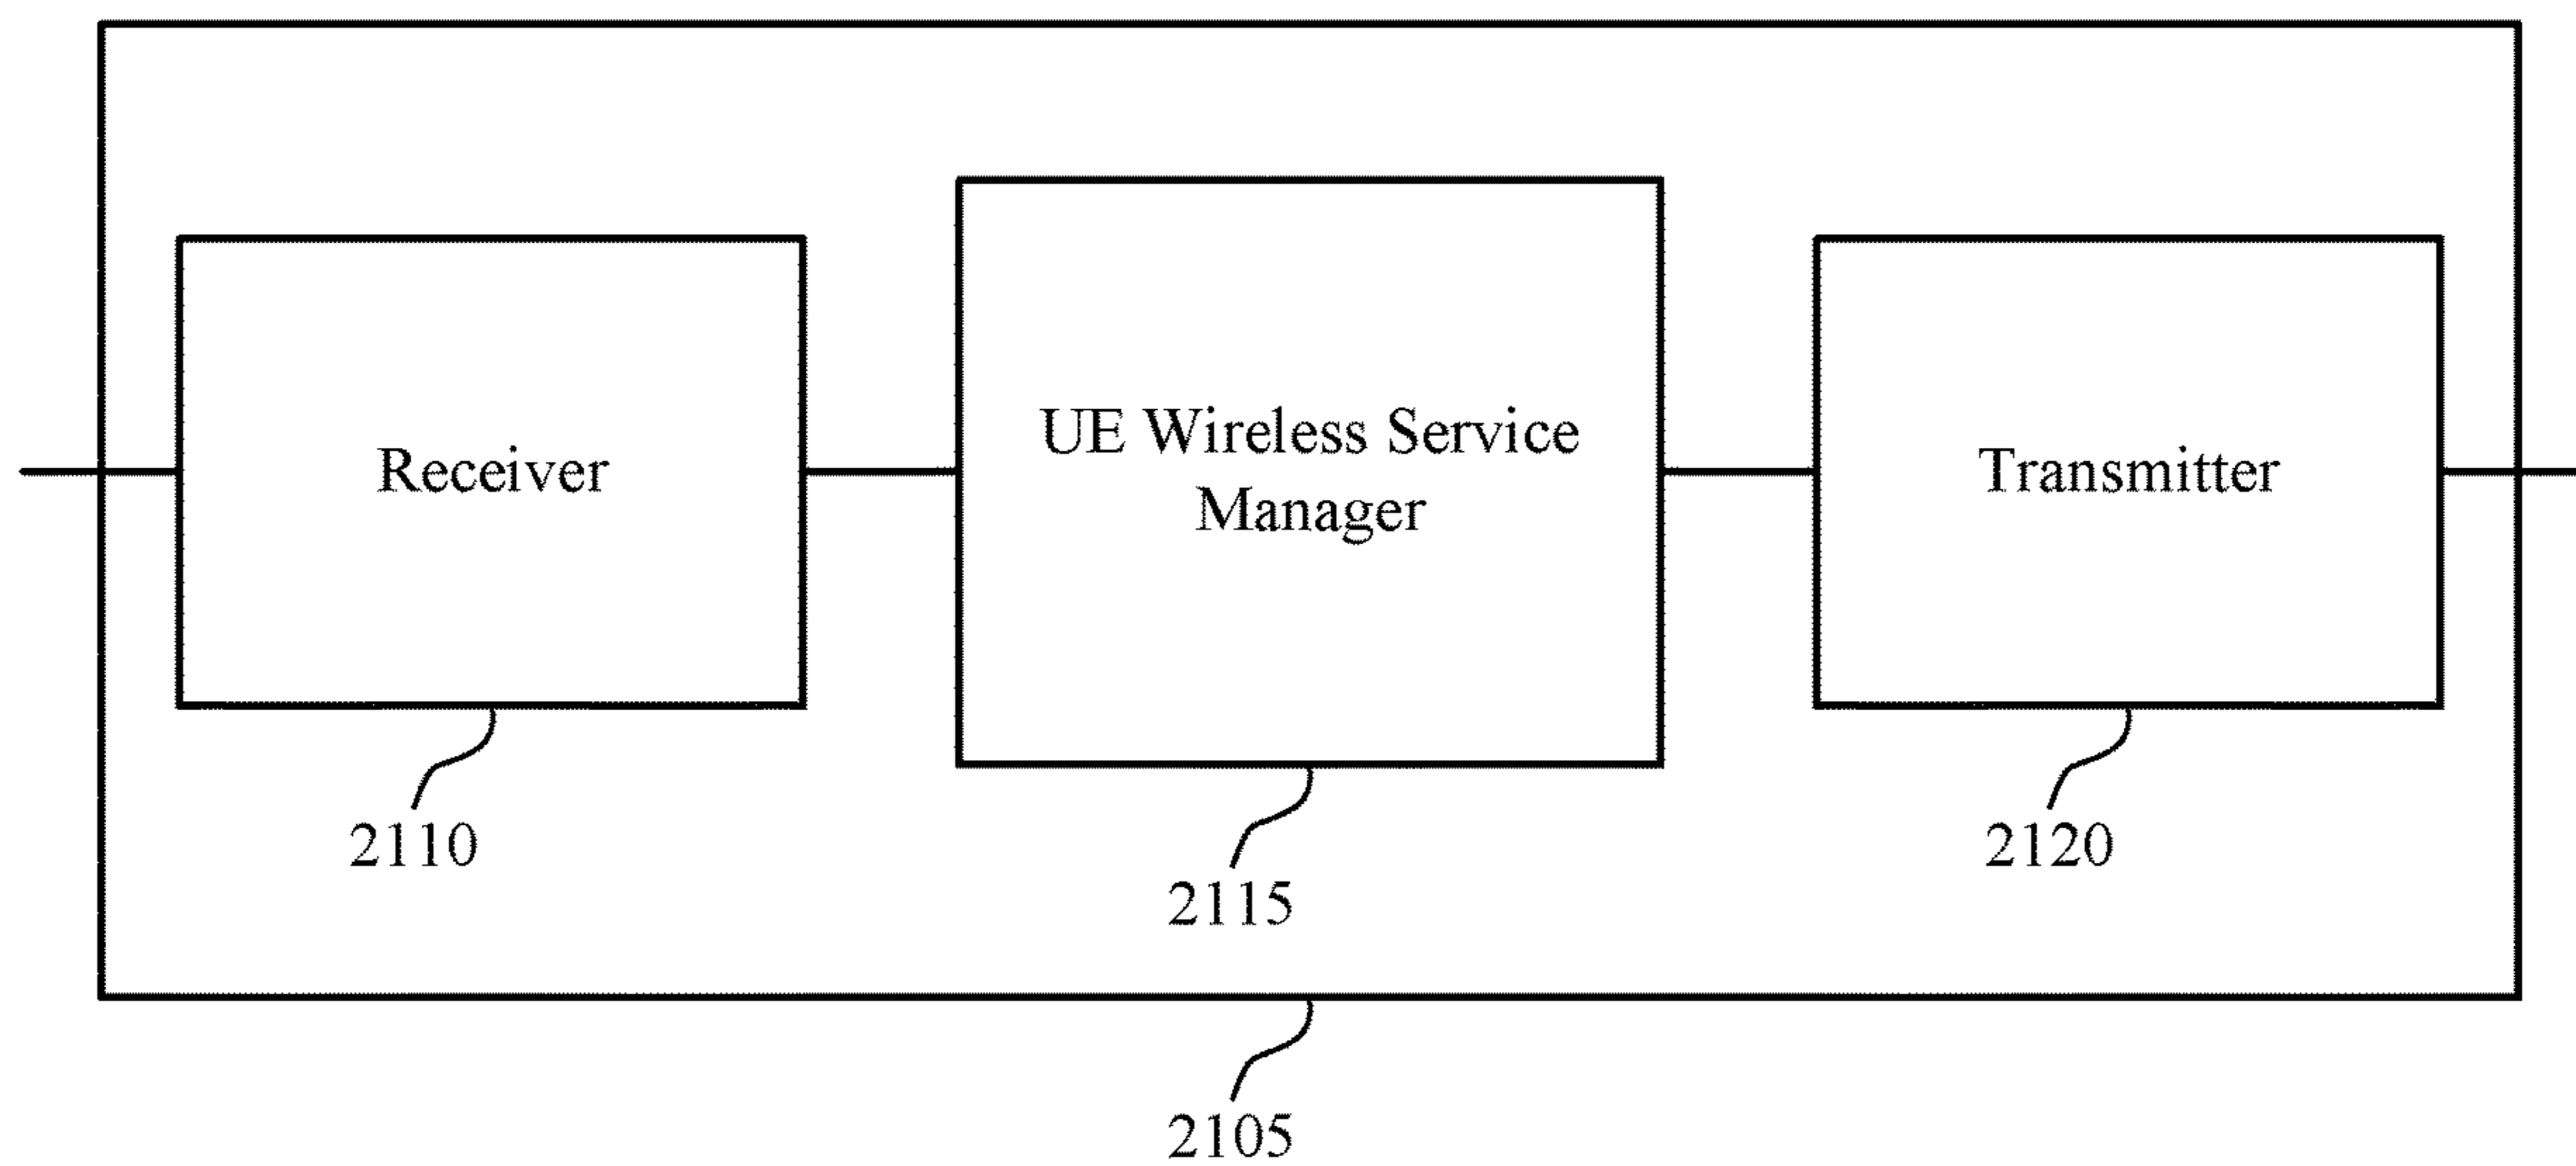 Receiver
UE Wireless Service
Manager
Transmitter
2110
2115
2120
2105